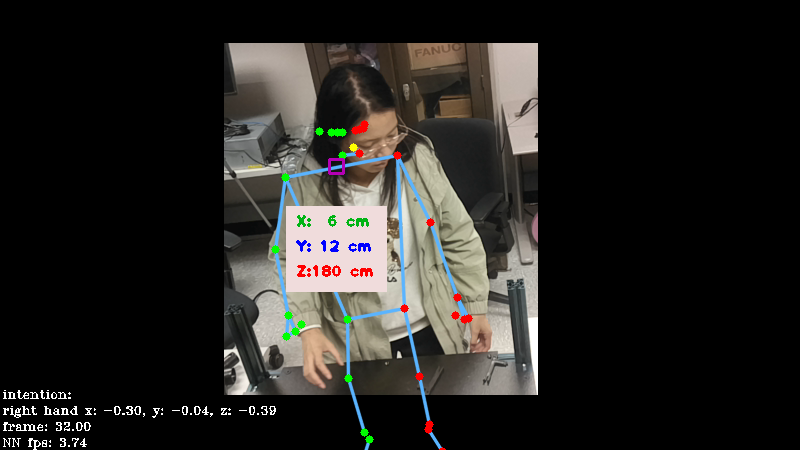 FANUC
X: 6 cm
Y: 12 cm
Z:180 cm
intention:
right hand x: −0.30, y: −0.04, z: −0.39
frame: 32.00
NN fps: 3.74